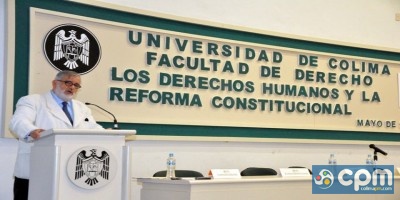 UNIVERSIDAD DE COLIMA
FACULTAD DE DERECHO
LOS DERECHOS HUMANOS Y LA
REFORMA CONSTITUCIONAL
MAYO DE
cpm